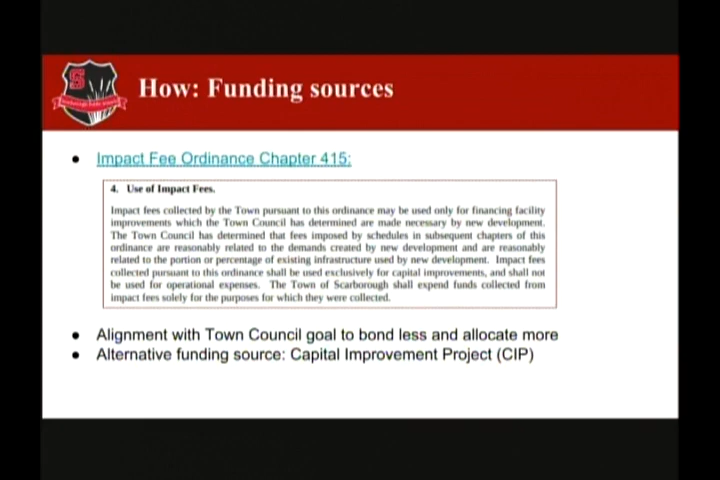 How: Funding sources
S
Scarborough Public Schools
• Impact Fee Ordinance Chapter 415:
4. Use of Impact Fees.
Impact fees collected by the Town pursuant to this ordinance may be used only for financing facility
improvements which the Town Council has determined are made necessary by new development.
The Town Council has determined that fees imposed by schedules in subsequent chapters of this
ordinance are reasonably related to the demands created by new development and are reasonably
related to the portion or percentage of existing infrastructure used by new development. Impact fees
collected pursuant to this ordinance shall be used exclusively for capital improvements, and shall not
be used for operational expenses. The Town of Scarborough shall expend funds collected from
impact fees solely for the purposes for which they were collected.
• Alignment with Town Council goal to bond less and allocate more
• Alternative funding source: Capital Improvement Project (CIP)